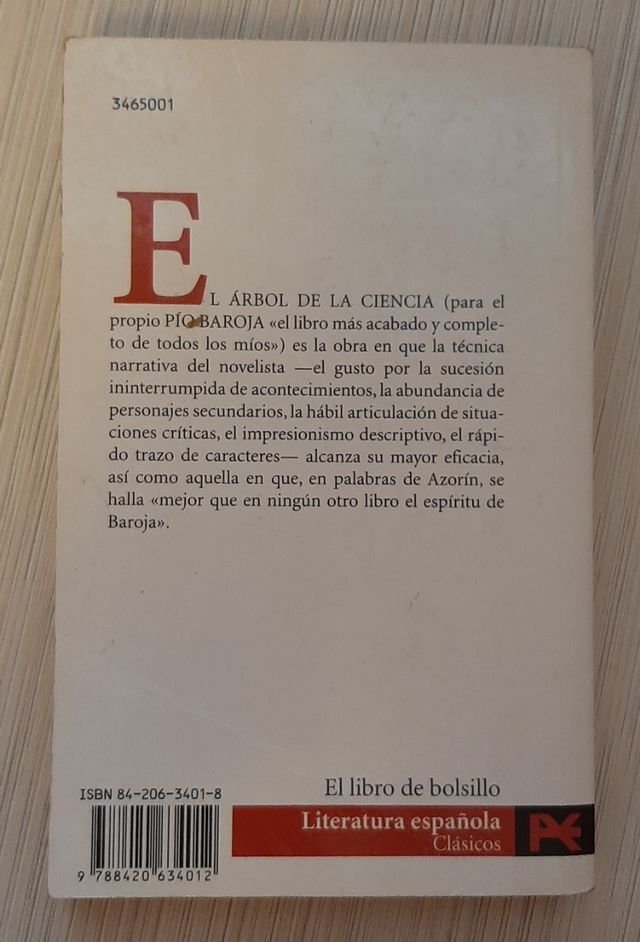 3465001
EL ÁRBOL DE LA CIENCIA (para el
propio PÍO BAROJA «el libro más acabado y comple-
to de todos los míos») es la obra en que la técnica
narrativa del novelista —el gusto por la sucesión
ininterrumpida de acontecimientos, la abundancia de
personajes secundarios, la hábil articulación de situa-
ciones críticas, el impresionismo descriptivo, el rápi-
do trazo de caracteres— alcanza su mayor eficacia,
así como aquella en que, en palabras de Azorín, se
halla «mejor que en ningún otro libro el espíritu de
Baroja».
El libro de bolsillo
Literatura española
Clásicos
ISBN 84-206-3401-8
9 788420 634012